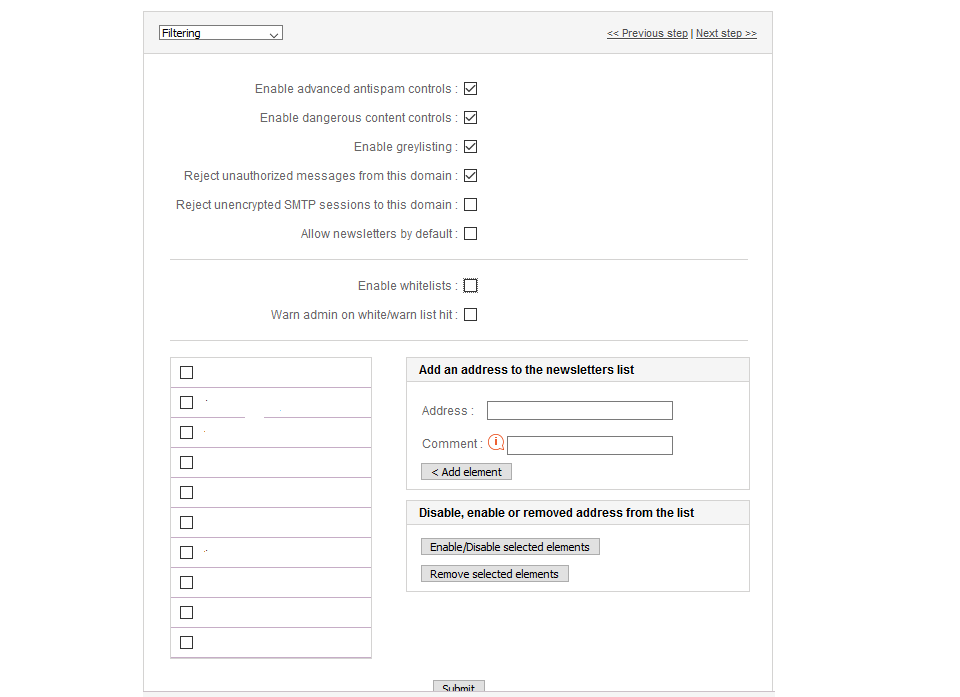 Filtering
<< Previous step | Next step >>
Enable advanced antispam controls :
Enable dangerous content controls :
Enable greylisting :
Reject unauthorized messages from this domain :
Reject unencrypted SMTP sessions to this domain :
Allow newsletters by default :
Enable whitelists :
Warn admin on white/warn list hit :
Add an address to the newsletters list
Address :
Comment :
< Add element
Disable, enable or removed address from the list
Enable/Disable selected elements
Remove selected elements
Submit